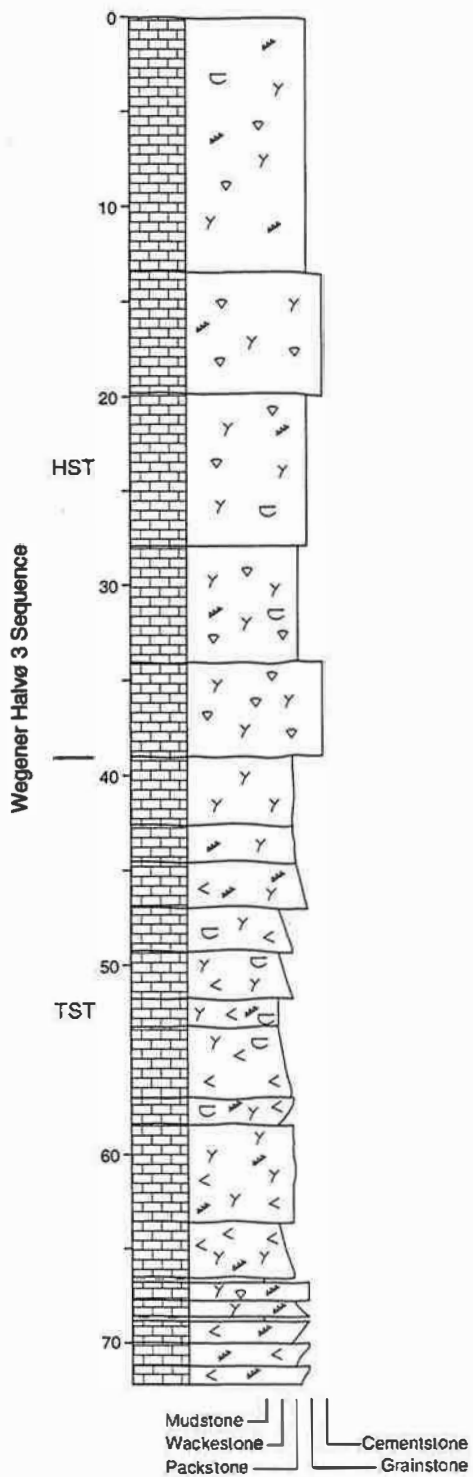 0
10
20
HST
30
Wegener Halvø 3 Sequence
40
50
TST
60
70
Mudstone
Wackestone
Cementstone
Packstone
Grainstone